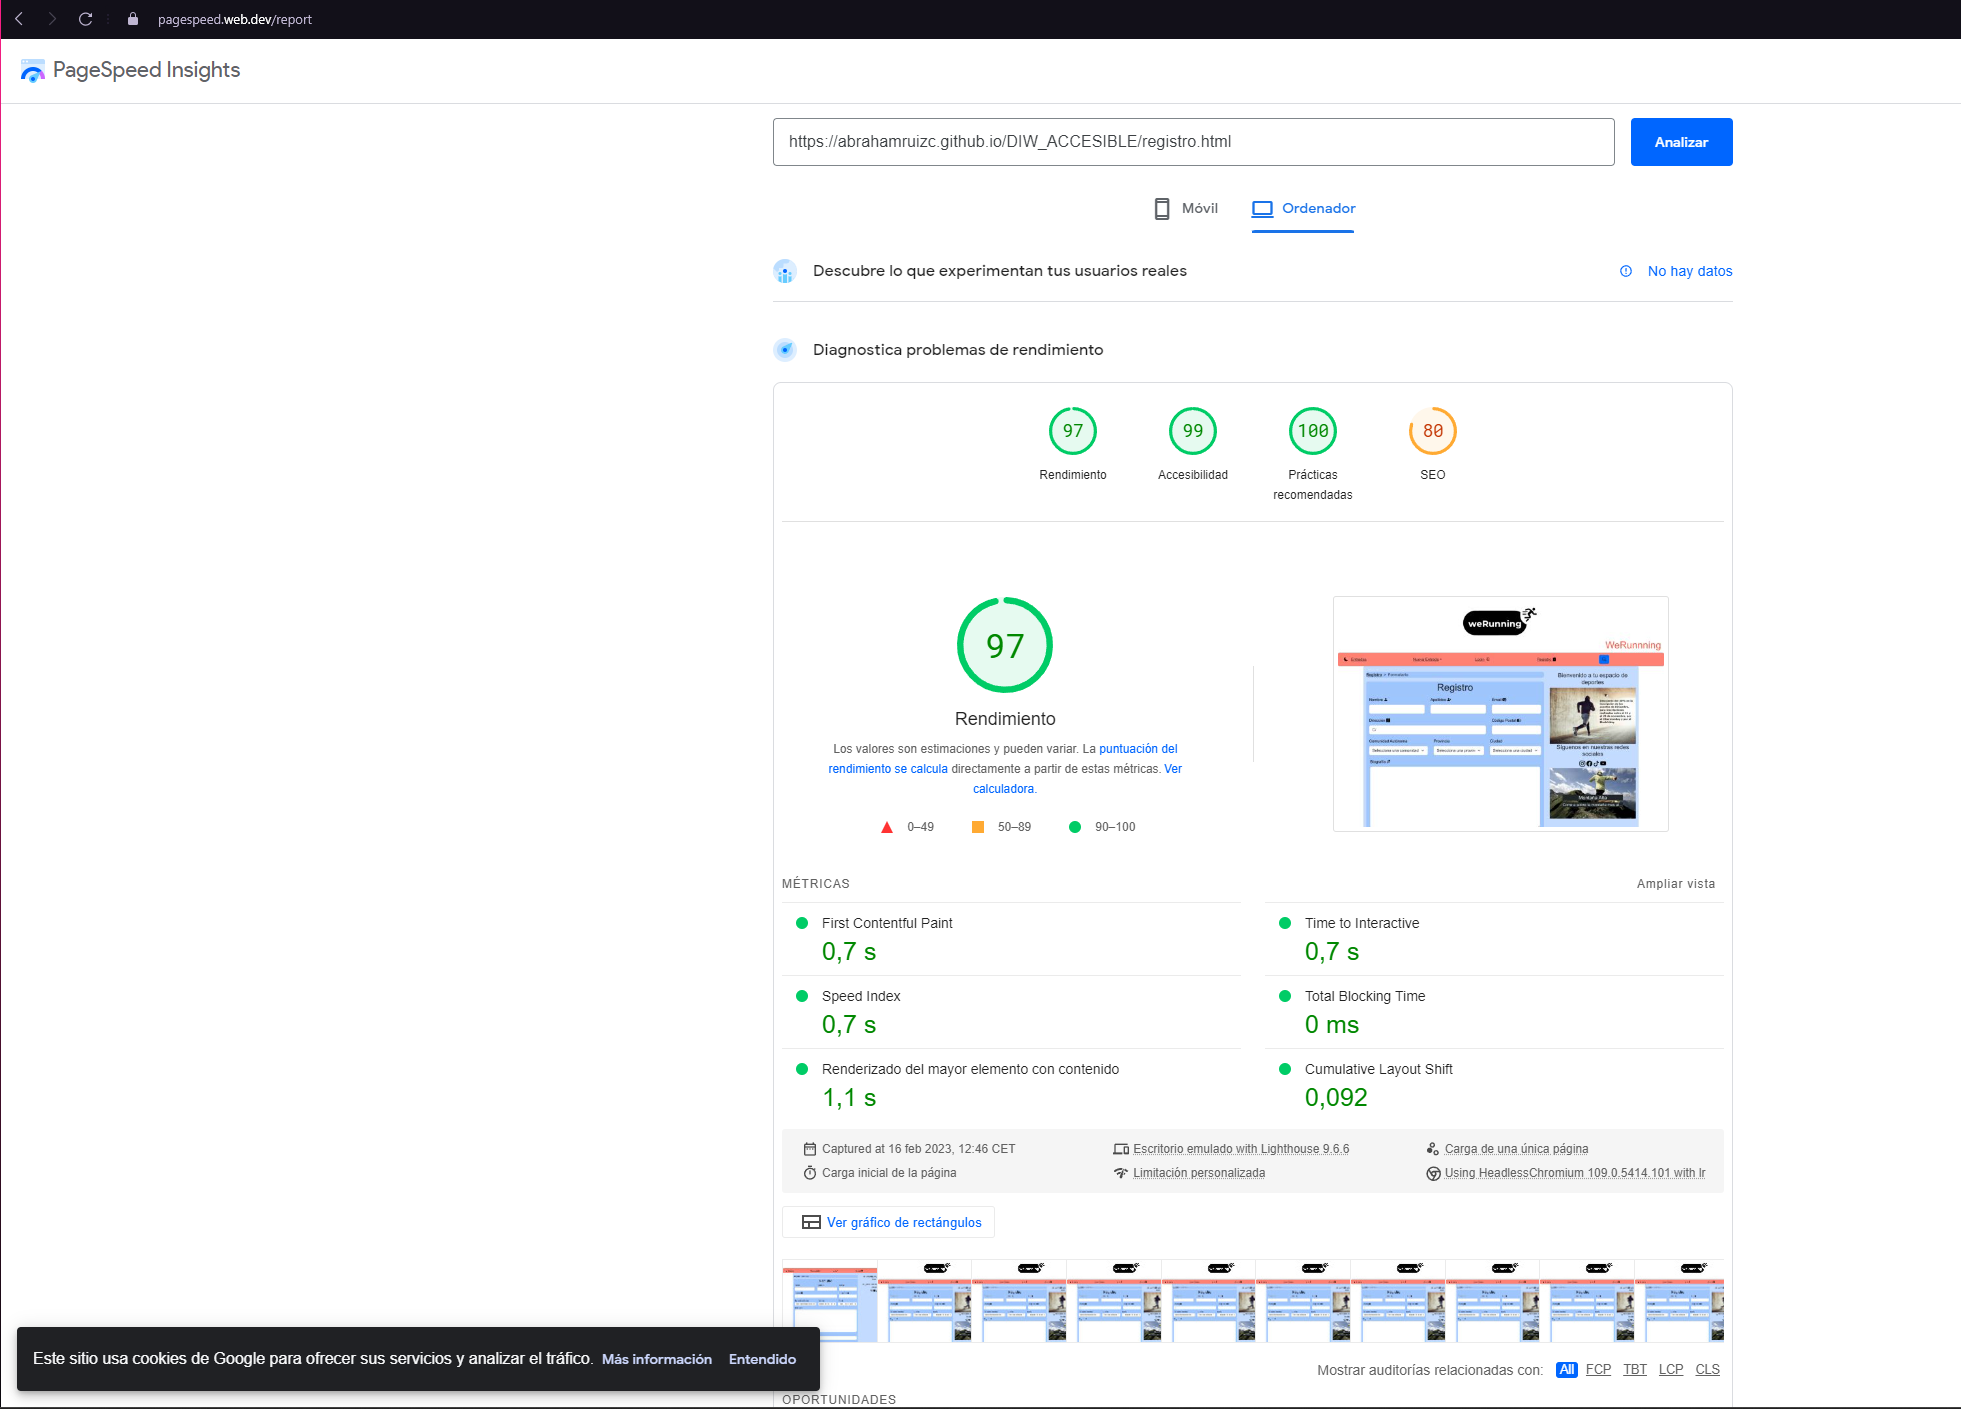 pagespeed.web.dev/report
PageSpeed Insights
https://abrahamruizc.github.io/DIW_ACCESIBLE/registro.html
Analizar
Móvil
Ordenador
Descubre lo que experimentan tus usuarios reales
No hay datos
Diagnostica problemas de rendimiento
97
99
100
80
Rendimiento
Accesibilidad
Prácticas
recomendadas
SEO
97
Rendimiento
Los valores son estimaciones y pueden variar. La puntuación del
rendimiento se calcula directamente a partir de estas métricas. Ver
calculadora.
0–49
50–89
90–100
weRunning
WeRunnning
Registro > Formulario
Registro
Bienvenido a tu espacio de
deportes
Síguenos en nuestras redes
sociales
MÉTRICAS
Ampliar vista
First Contentful Paint
0,7 s
Time to Interactive
0,7 s
Speed Index
0,7 s
Total Blocking Time
0 ms
Renderizado del mayor elemento con contenido
1,1 s
Cumulative Layout Shift
0,092
Captured at 16 feb 2023, 12:46 CET
Escritorio emulado with Lighthouse 9.6.6
Carga de una única página
Carga inicial de la página
Limitación personalizada
Using HeadlessChromium 109.0.5414.101 with lr
Ver gráfico de rectángulos
Este sitio usa cookies de Google para ofrecer sus servicios y analizar el tráfico. Más información Entendido
Mostrar auditorías relacionadas con: All FCP TBT LCP CLS
OPORTUNIDADES